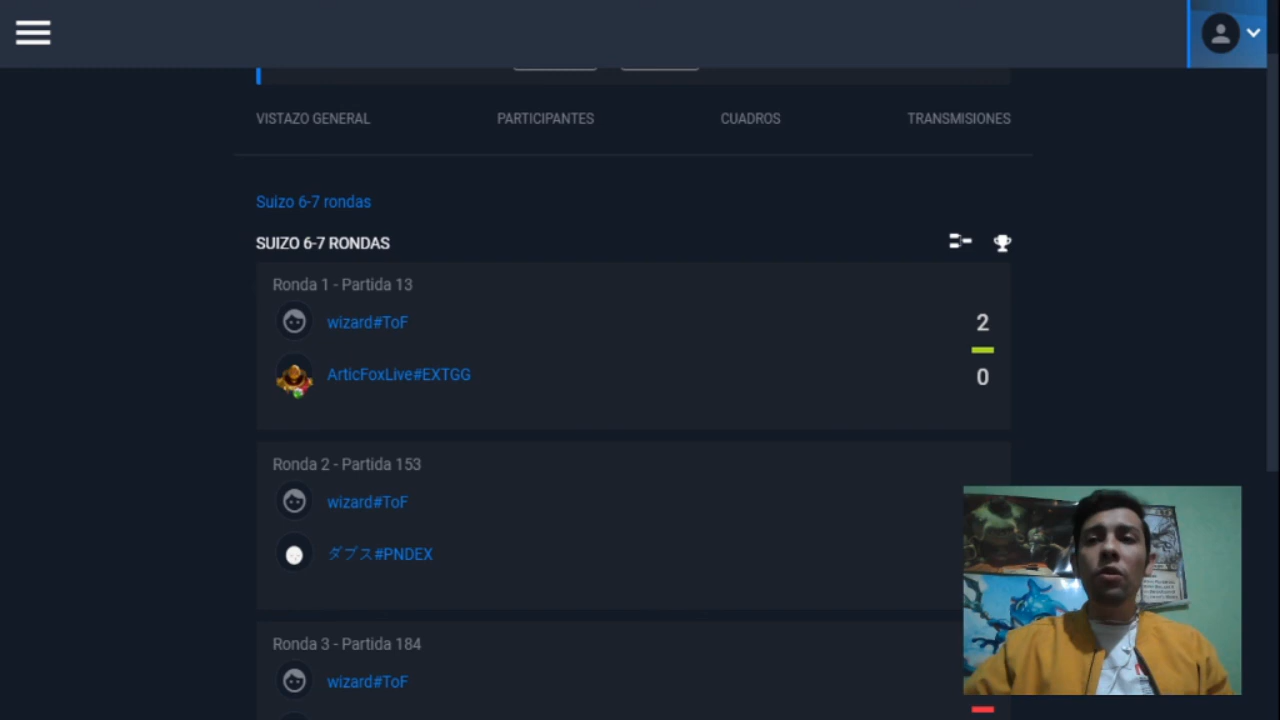 VISTAZO GENERAL PARTICIPANTES CUADROS TRANSMISIONES
Suizo 6-7 rondas
SUIZO 6-7 RONDAS
Ronda 1 - Partida 13
wizard#ToF 2
ArticFoxLive#EXTGG 0
Ronda 2 - Partida 153
wizard#ToF
ダブス#PNDEX
Ronda 3 - Partida 184
wizard#ToF